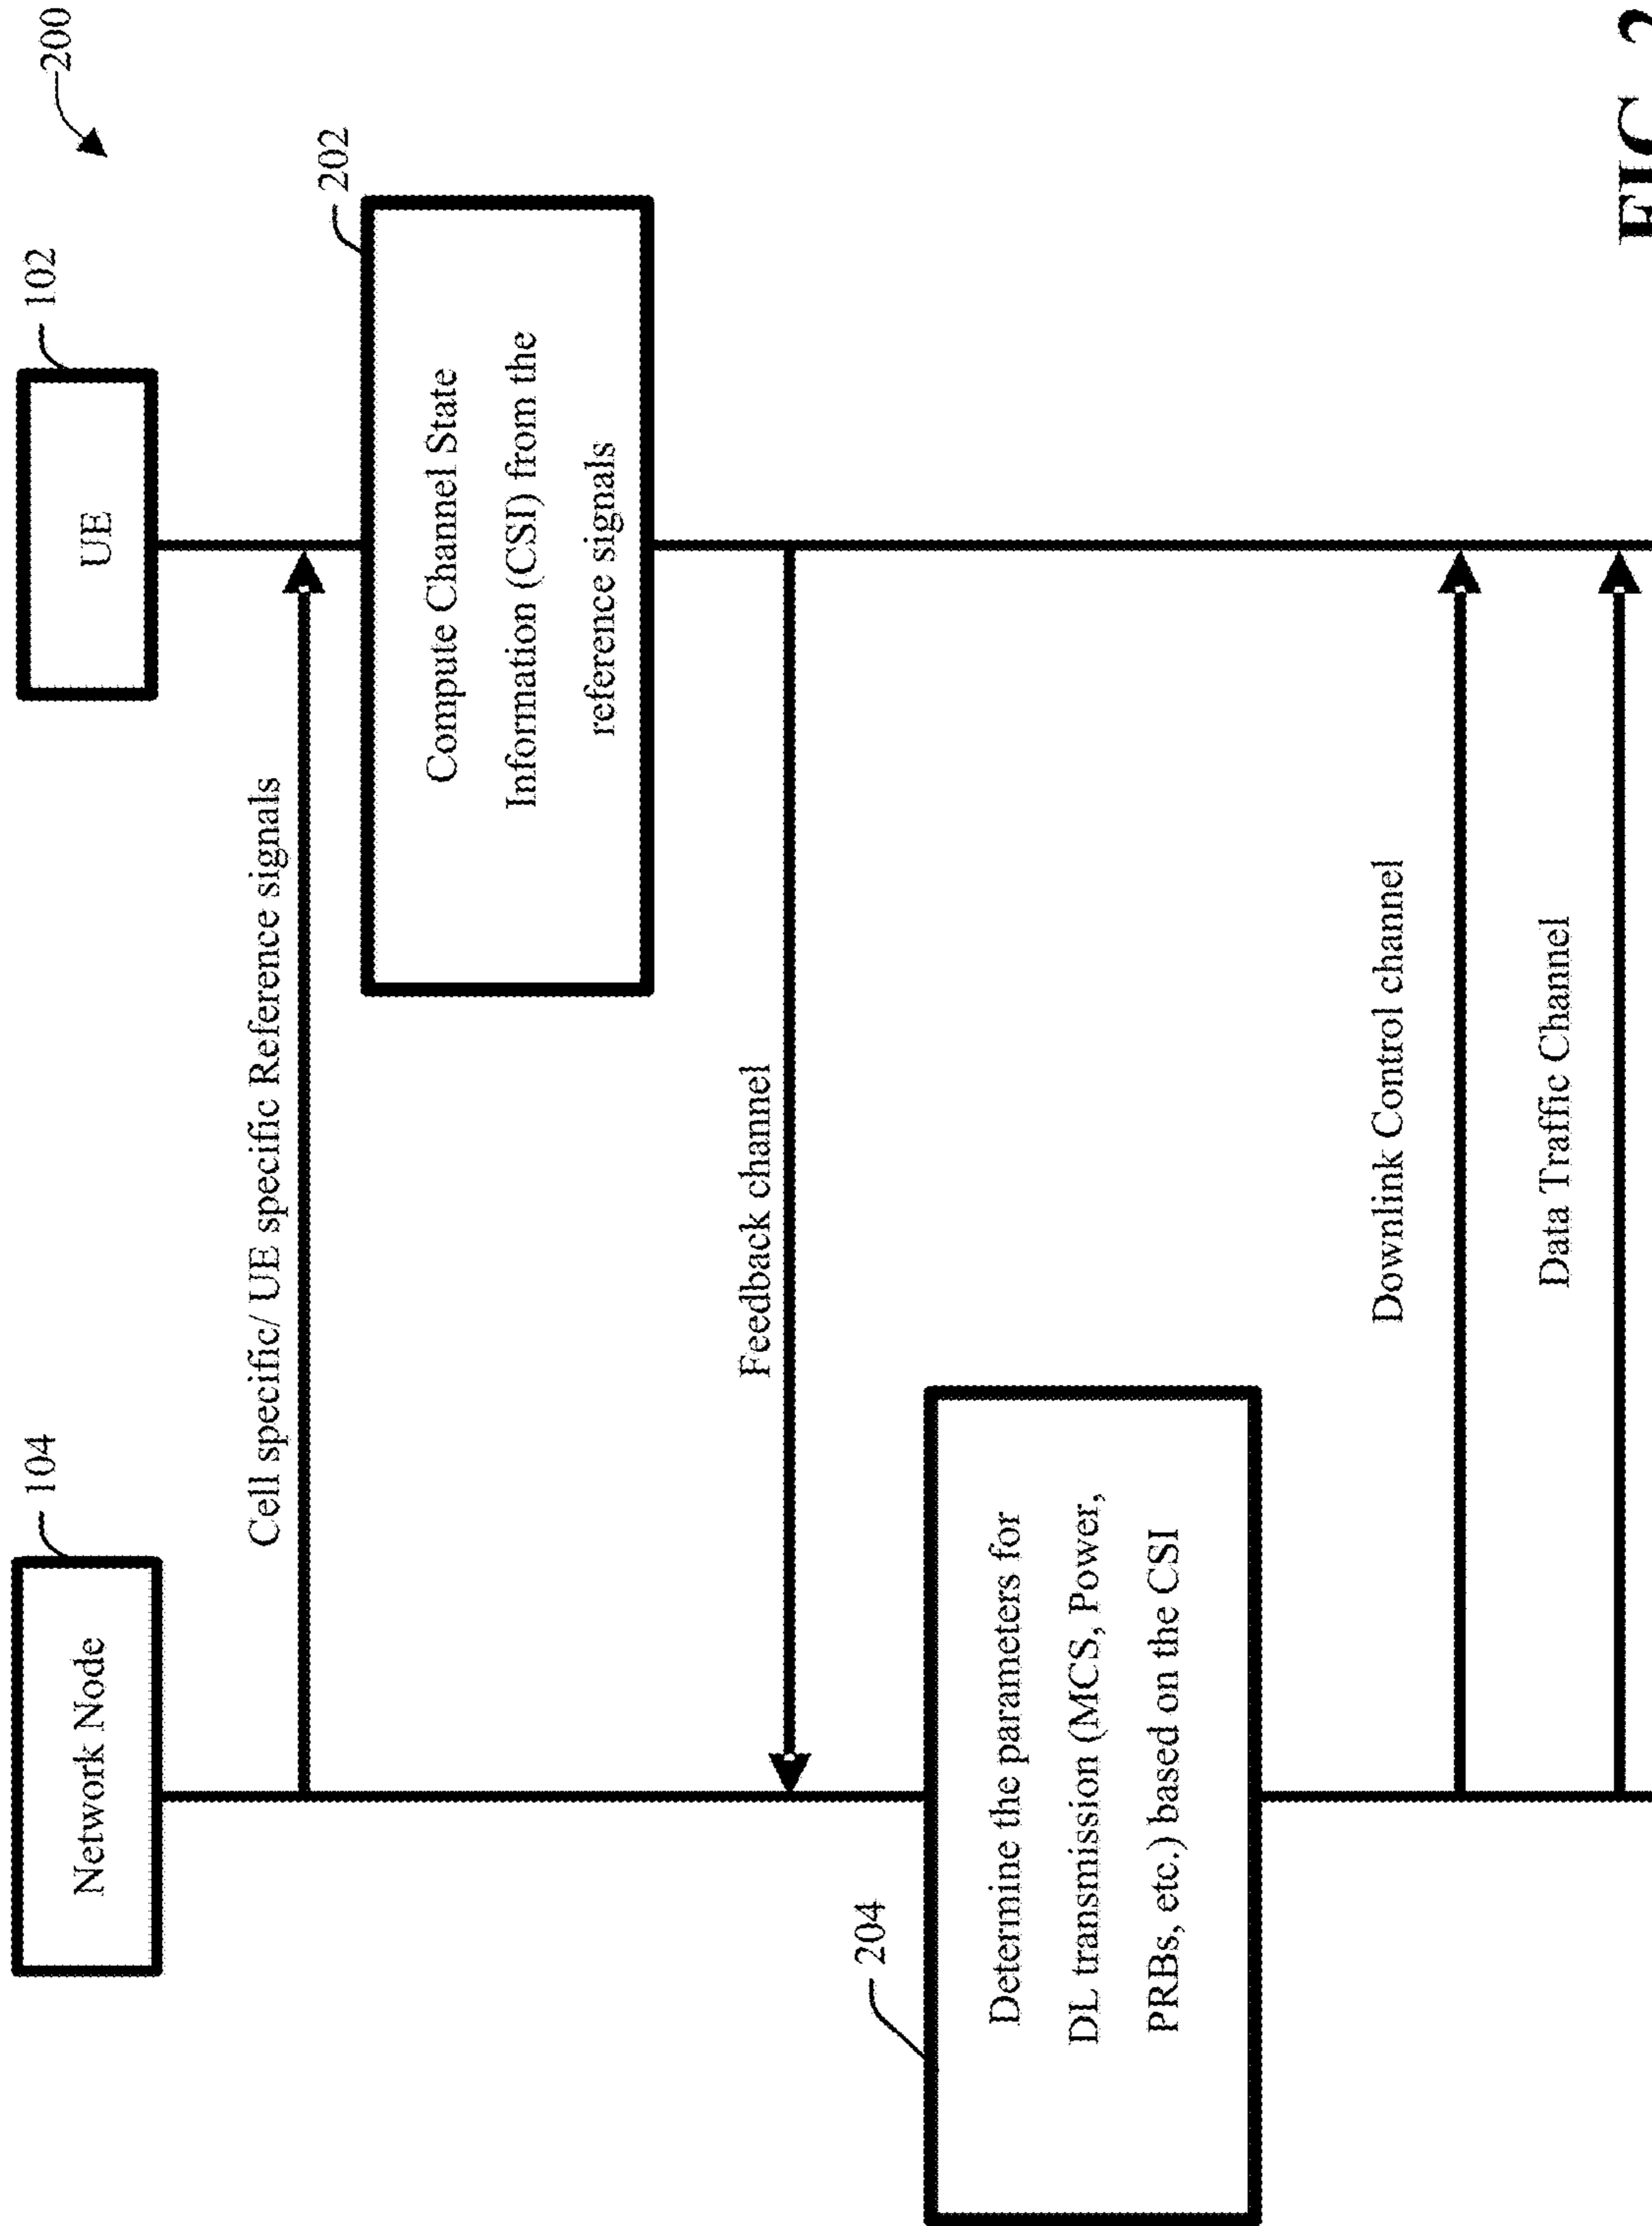 200
Network Node
104
UE
102
Cell specific/ UE specific Reference signals
202
Compute Channel State
Information (CSI) from the
reference signals
Feedback channel
204
Determine the parameters for
DL transmission (MCS, Power,
PRBs, etc.) based on the CSI
Downlink Control channel
Data Traffic Channel
FIG. 2